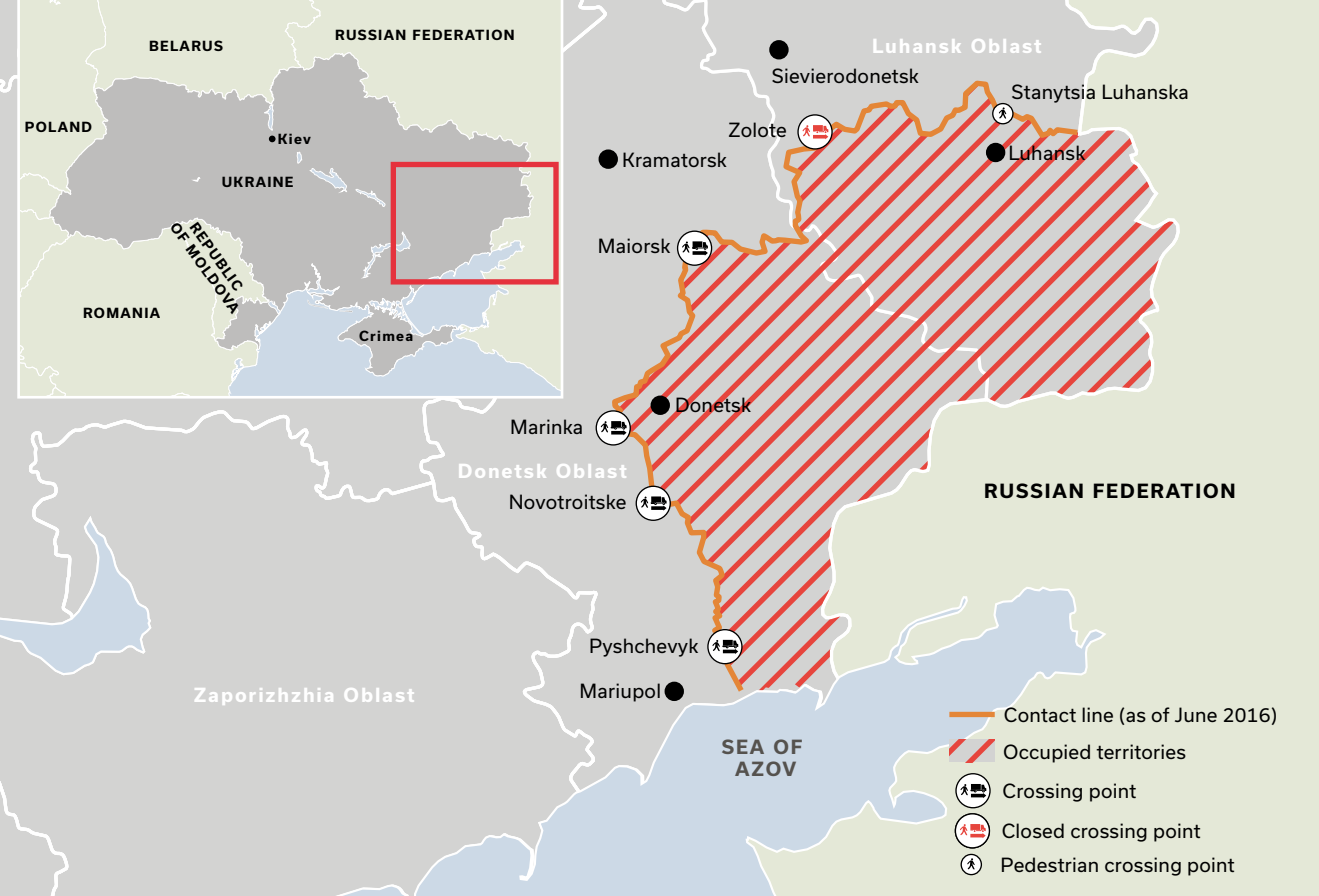 BELARUS
RUSSIAN FEDERATION
POLAND
Kiev
UKRAINE
REPUBLIC
OF MOLDOVA
ROMANIA
Crimea
Luhansk Oblast
Sievierodonetsk
Stanytsia Luhanska
Zolote
Kramatorsk
Luhansk
Maiorsk
Donetsk
Marinka
Donetsk Oblast
Novotroitske
RUSSIAN FEDERATION
Pyshchevyk
Mariupol
Zaporizhzhia Oblast
SEA OF
AZOV
Contact line (as of June 2016)
Occupied territories
Crossing point
Closed crossing point
Pedestrian crossing point